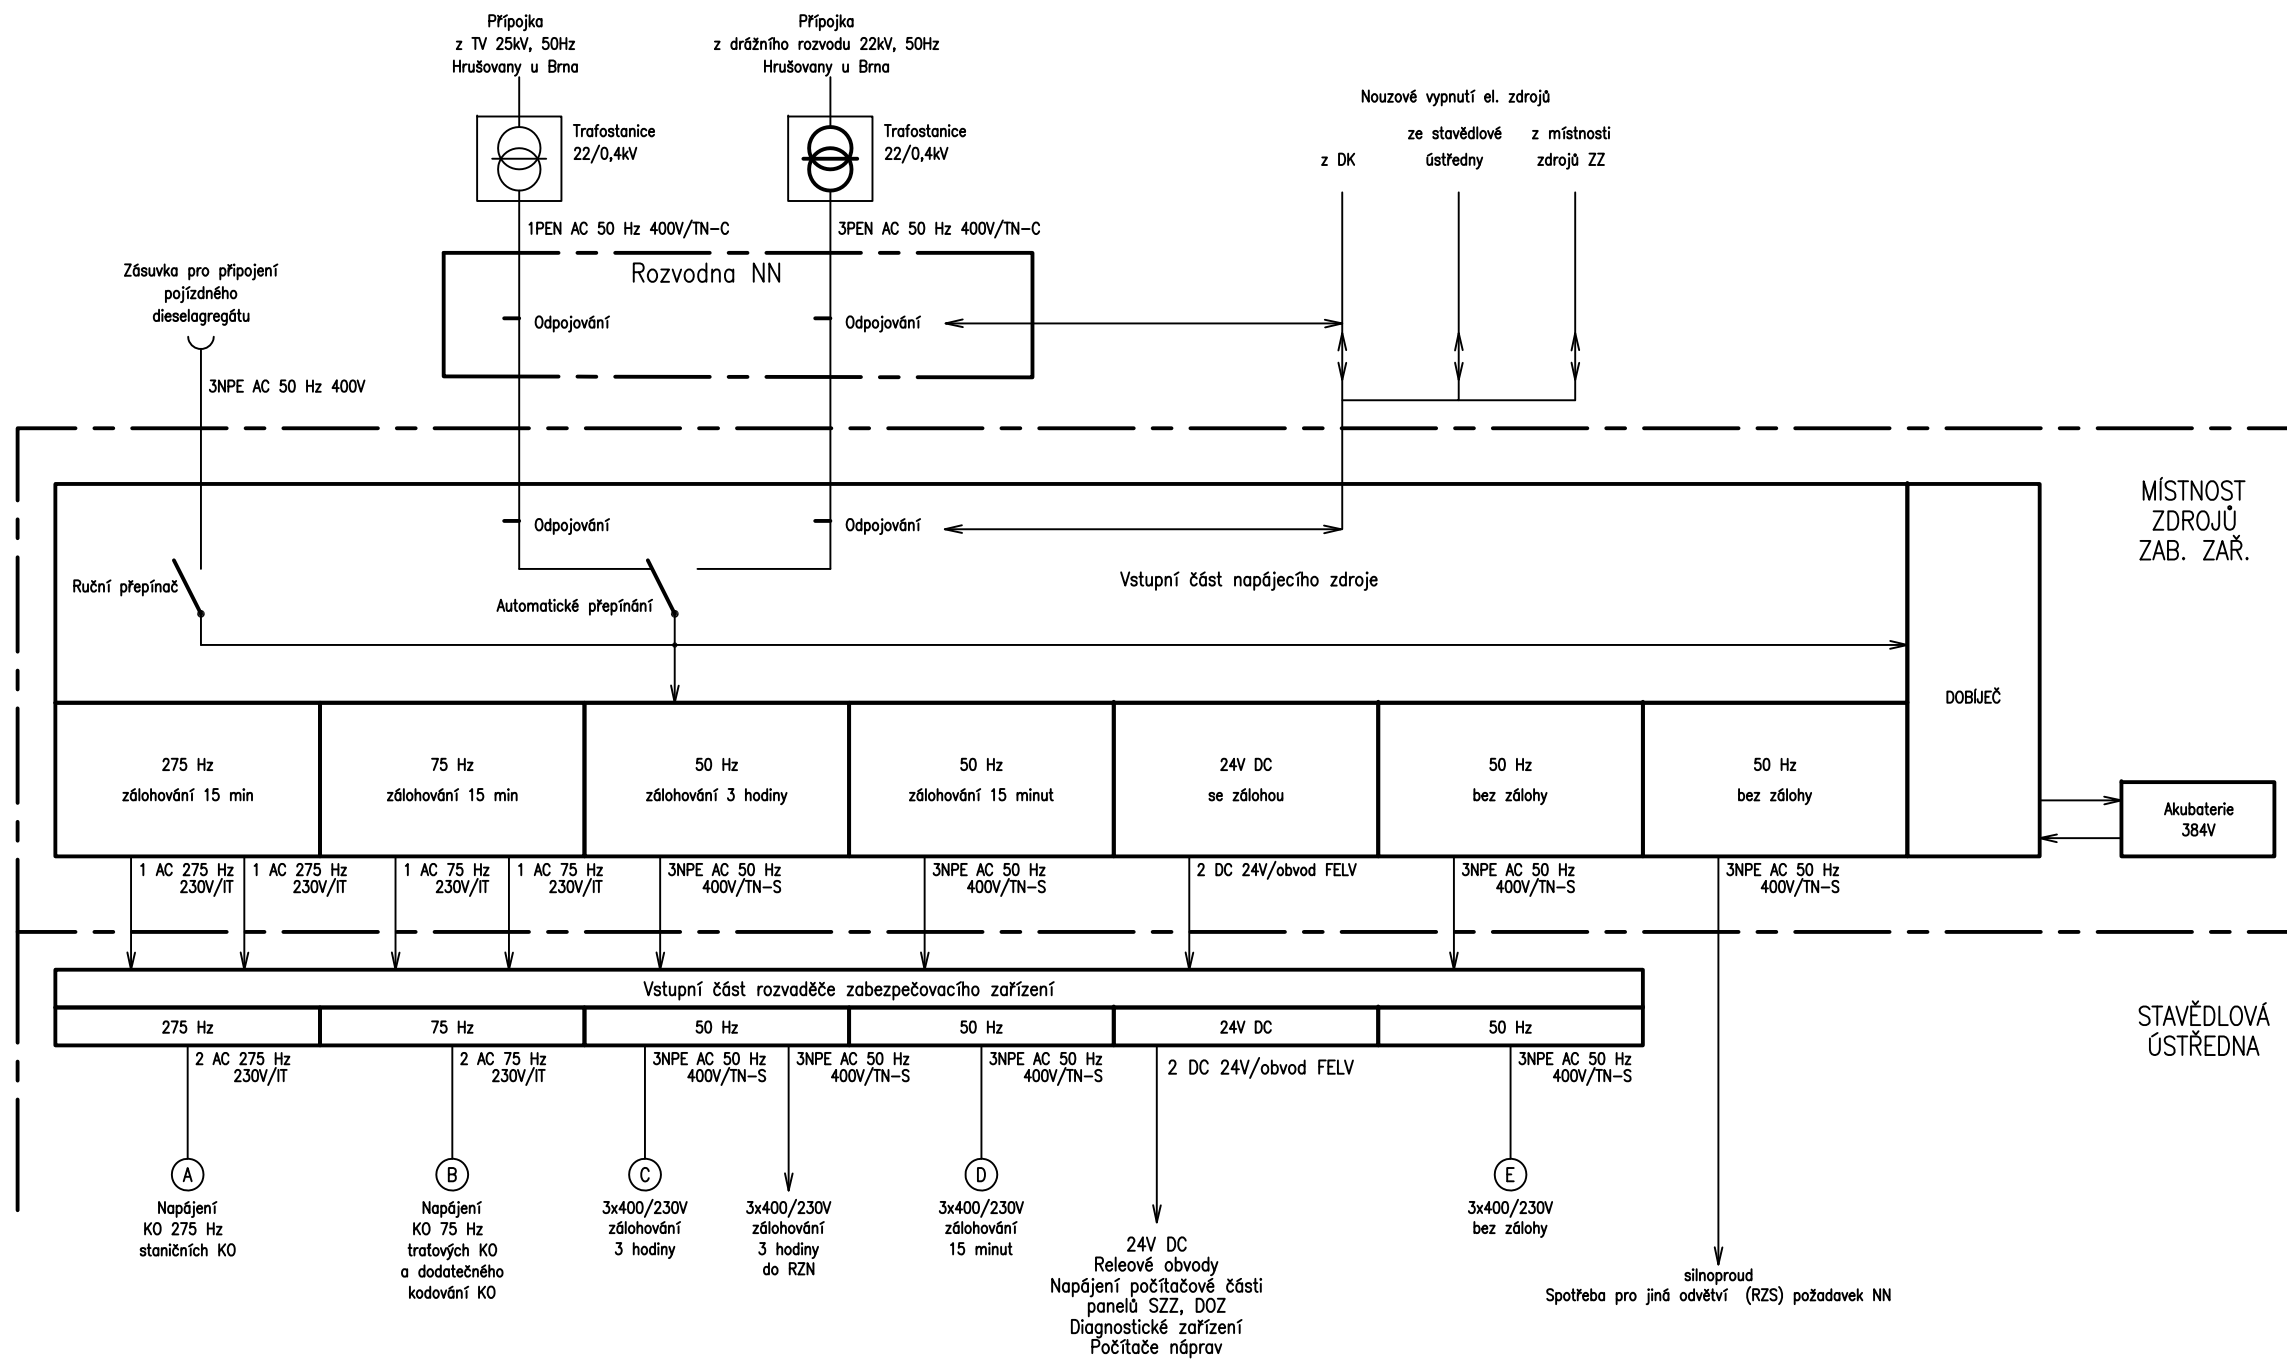 Přípojka
z TV 25kV, 50Hz
Hrušovany u Brna
Přípojka
z drážního rozvodu 22kV, 50Hz
Hrušovany u Brna
Trafostanice
22/0,4kV
Trafostanice
22/0,4kV
Nouzové vypnutí el. zdrojů
z DK
ze stavědlové
ústředny
z místnosti
zdrojů ZZ
1PEN AC 50 Hz 400V/TN-C
3PEN AC 50 Hz 400V/TN-C
Rozvodna NN
Zásuvka pro připojení
pojízdného
dieselagregátu
Odpojování
Odpojování
3NPE AC 50 Hz 400V
MÍSTNOST
ZDROJŮ
ZAB. ZAŘ.
Odpojování
Odpojování
Ruční přepínač
Automatické přepínání
Vstupní část napájecího zdroje
DOBÍJEČ
275 Hz
zálohování 15 min
75 Hz
zálohování 15 min
50 Hz
zálohování 3 hodiny
50 Hz
zálohování 15 minut
24V DC
se zálohou
50 Hz
bez zálohy
50 Hz
bez zálohy
Akubaterie
384V
1 AC 275 Hz
230V/IT
1 AC 275 Hz
230V/IT
1 AC 75 Hz
230V/IT
1 AC 75 Hz
230V/IT
3NPE AC 50 Hz
400V/TN-S
3NPE AC 50 Hz
400V/TN-S
2 DC 24V/obvod FELV
3NPE AC 50 Hz
400V/TN-S
3NPE AC 50 Hz
400V/TN-S
Vstupní část rozvaděče zabezpečovacího zařízení
275 Hz
75 Hz
50 Hz
50 Hz
24V DC
50 Hz
STAVĚDLOVÁ
ÚSTŘEDNA
2 AC 275 Hz
230V/IT
2 AC 75 Hz
230V/IT
3NPE AC 50 Hz
400V/TN-S
3NPE AC 50 Hz
400V/TN-S
3NPE AC 50 Hz
400V/TN-S
2 DC 24V/obvod FELV
3NPE AC 50 Hz
400V/TN-S
A
Napájení
KO 275 Hz
staničních KO
B
Napájení
KO 75 Hz
traťových KO
a dodatečného
kodování KO
C
3x400/230V
zálohování
3 hodiny
3x400/230V
zálohování
3 hodiny
do RZN
D
3x400/230V
zálohování
15 minut
24V DC
Releové obvody
Napájení počítačové části
panelů SZZ, DOZ
Diagnostické zařízení
Počítače náprav
E
3x400/230V
bez zálohy
silnoproud
Spotřeba pro jiná odvětví (RZS) požadavek NN